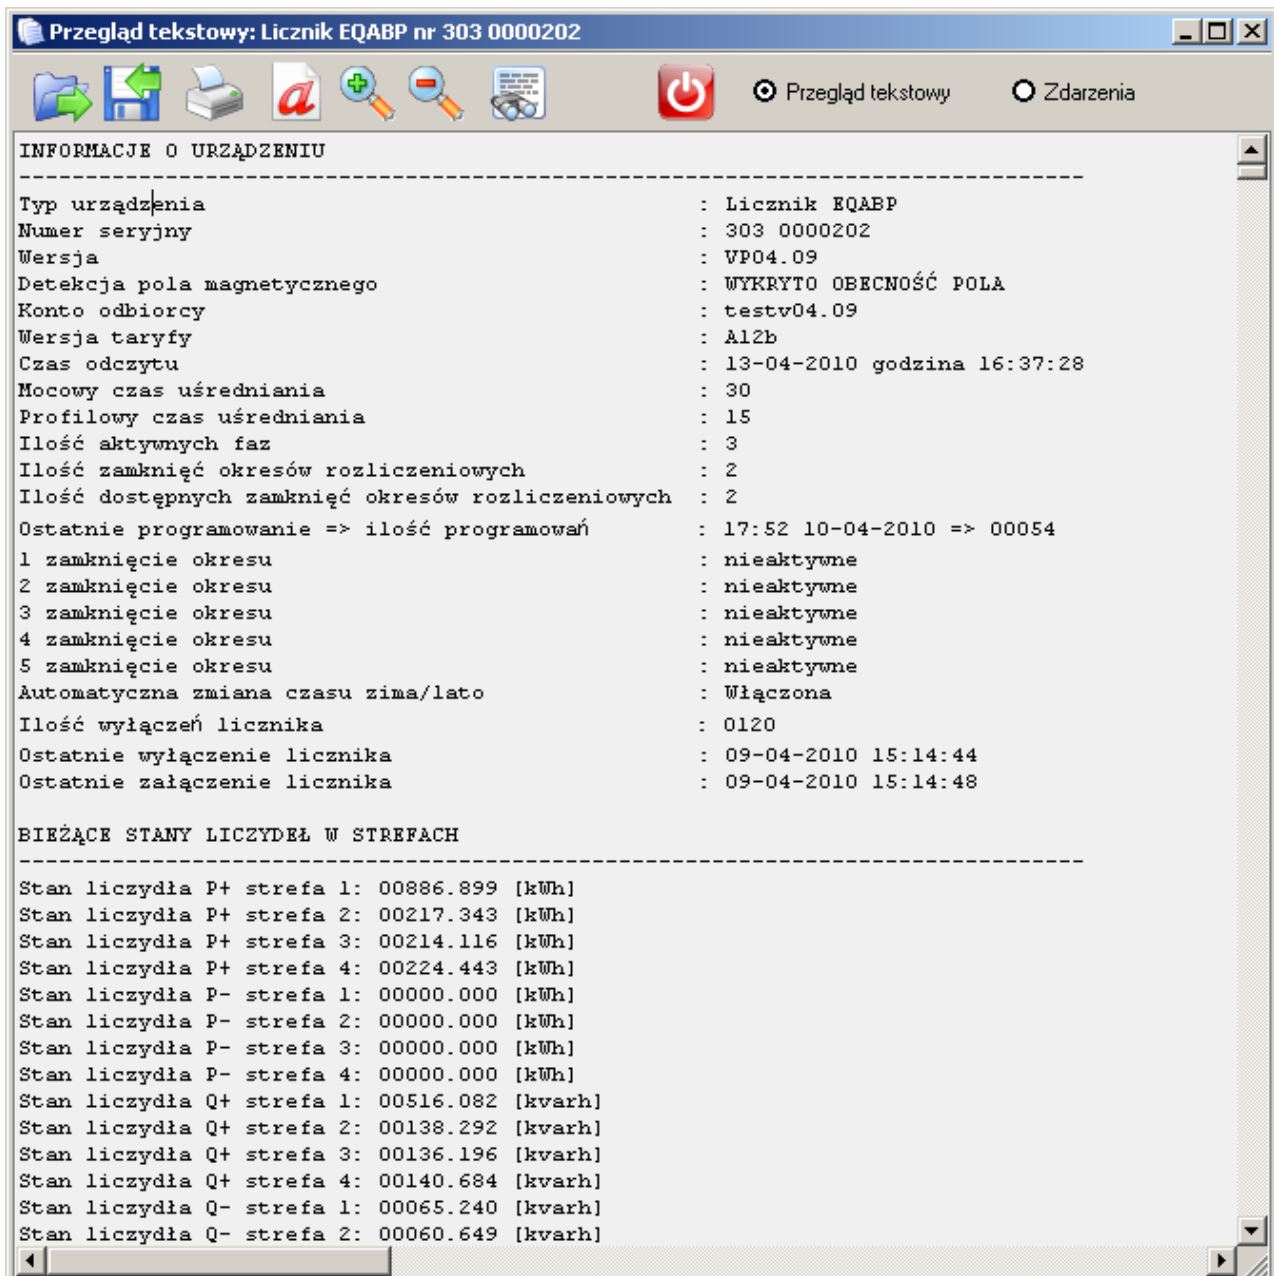 Przegląd tekstowy: Licznik EQABP nr 303 0000202
Przegląd tekstowy Zdarzenia
INFORMACJE O URZĄDZENIU
--------------------------------------------------------------------------------
Typ urządzenia : Licznik EQABP
Numer seryjny : 303 0000202
Wersja : VP04.09
Detekcja pola magnetycznego : WYKRYTO OBECNOŚĆ POLA
Konto odbiorcy : testv04.09
Wersja taryfy : A12b
Czas odczytu : 13-04-2010 godzina 16:37:28
Mocowy czas uśredniania : 30
Profilowy czas uśredniania : 15
Ilość aktywnych faz : 3
Ilość zamknięć okresów rozliczeniowych : 2
Ilość dostępnych zamknięć okresów rozliczeniowych : 2
Ostatnie programowanie => ilość programowań : 17:52 10-04-2010 => 00054
1 zamknięcie okresu : nieaktywne
2 zamknięcie okresu : nieaktywne
3 zamknięcie okresu : nieaktywne
4 zamknięcie okresu : nieaktywne
5 zamknięcie okresu : nieaktywne
Automatyczna zmiana czasu zima/lato : Włączona
Ilość wyłączeń licznika : 0120
Ostatnie wyłączenie licznika : 09-04-2010 15:14:44
Ostatnie załączenie licznika : 09-04-2010 15:14:48
BIEŻĄCE STANY LICZYDEŁ W STREFACH
--------------------------------------------------------------------------------
Stan liczydła P+ strefa 1: 00886.899 [kWh]
Stan liczydła P+ strefa 2: 00217.343 [kWh]
Stan liczydła P+ strefa 3: 00214.116 [kWh]
Stan liczydła P+ strefa 4: 00224.443 [kWh]
Stan liczydła P- strefa 1: 00000.000 [kWh]
Stan liczydła P- strefa 2: 00000.000 [kWh]
Stan liczydła P- strefa 3: 00000.000 [kWh]
Stan liczydła P- strefa 4: 00000.000 [kWh]
Stan liczydła Q+ strefa 1: 00516.082 [kvarh]
Stan liczydła Q+ strefa 2: 00138.292 [kvarh]
Stan liczydła Q+ strefa 3: 00136.196 [kvarh]
Stan liczydła Q+ strefa 4: 00140.684 [kvarh]
Stan liczydła Q- strefa 1: 00065.240 [kvarh]
Stan liczydła Q- strefa 2: 00060.649 [kvarh]